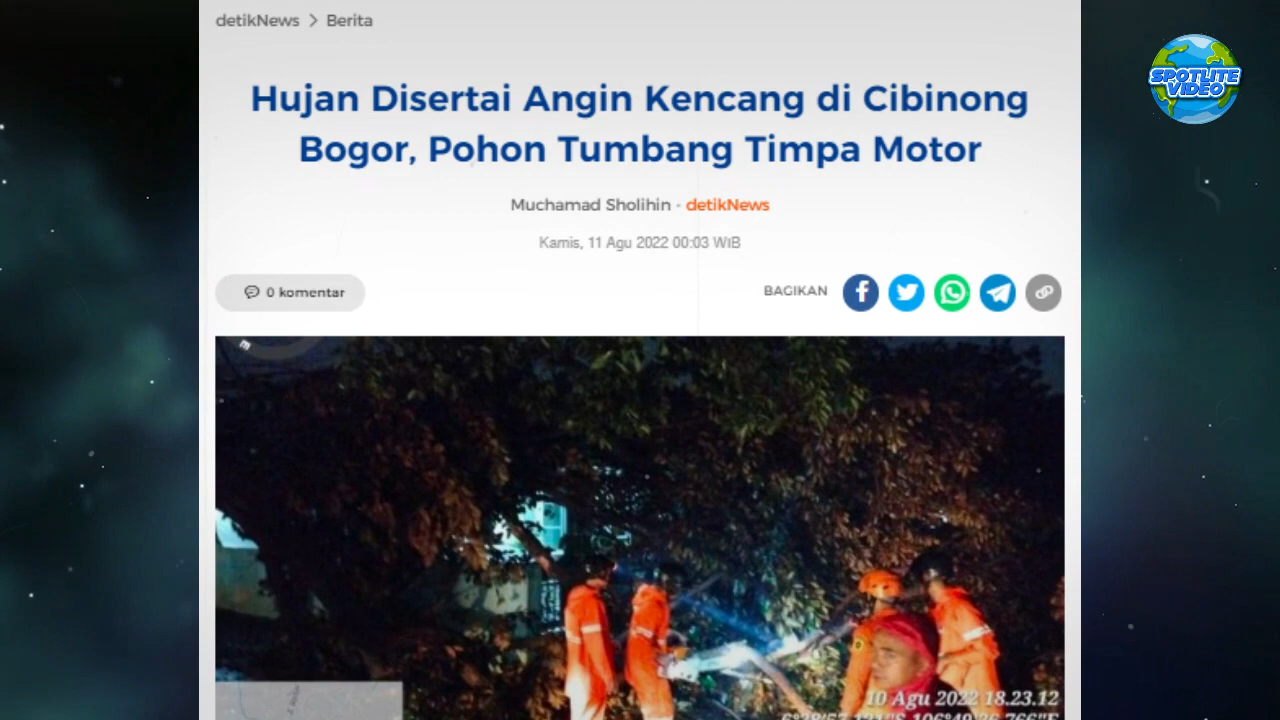 detikNews > Berita
SPOTLITE
VIDEO
Hujan Disertai Angin Kencang di Cibinong
Bogor, Pohon Tumbang Timpa Motor
Muchamad Sholihin - detikNews
Kamis, 11 Agu 2022 00:03 WIB
0 komentar
BAGIKAN
10 Agu 2022 18.23.12